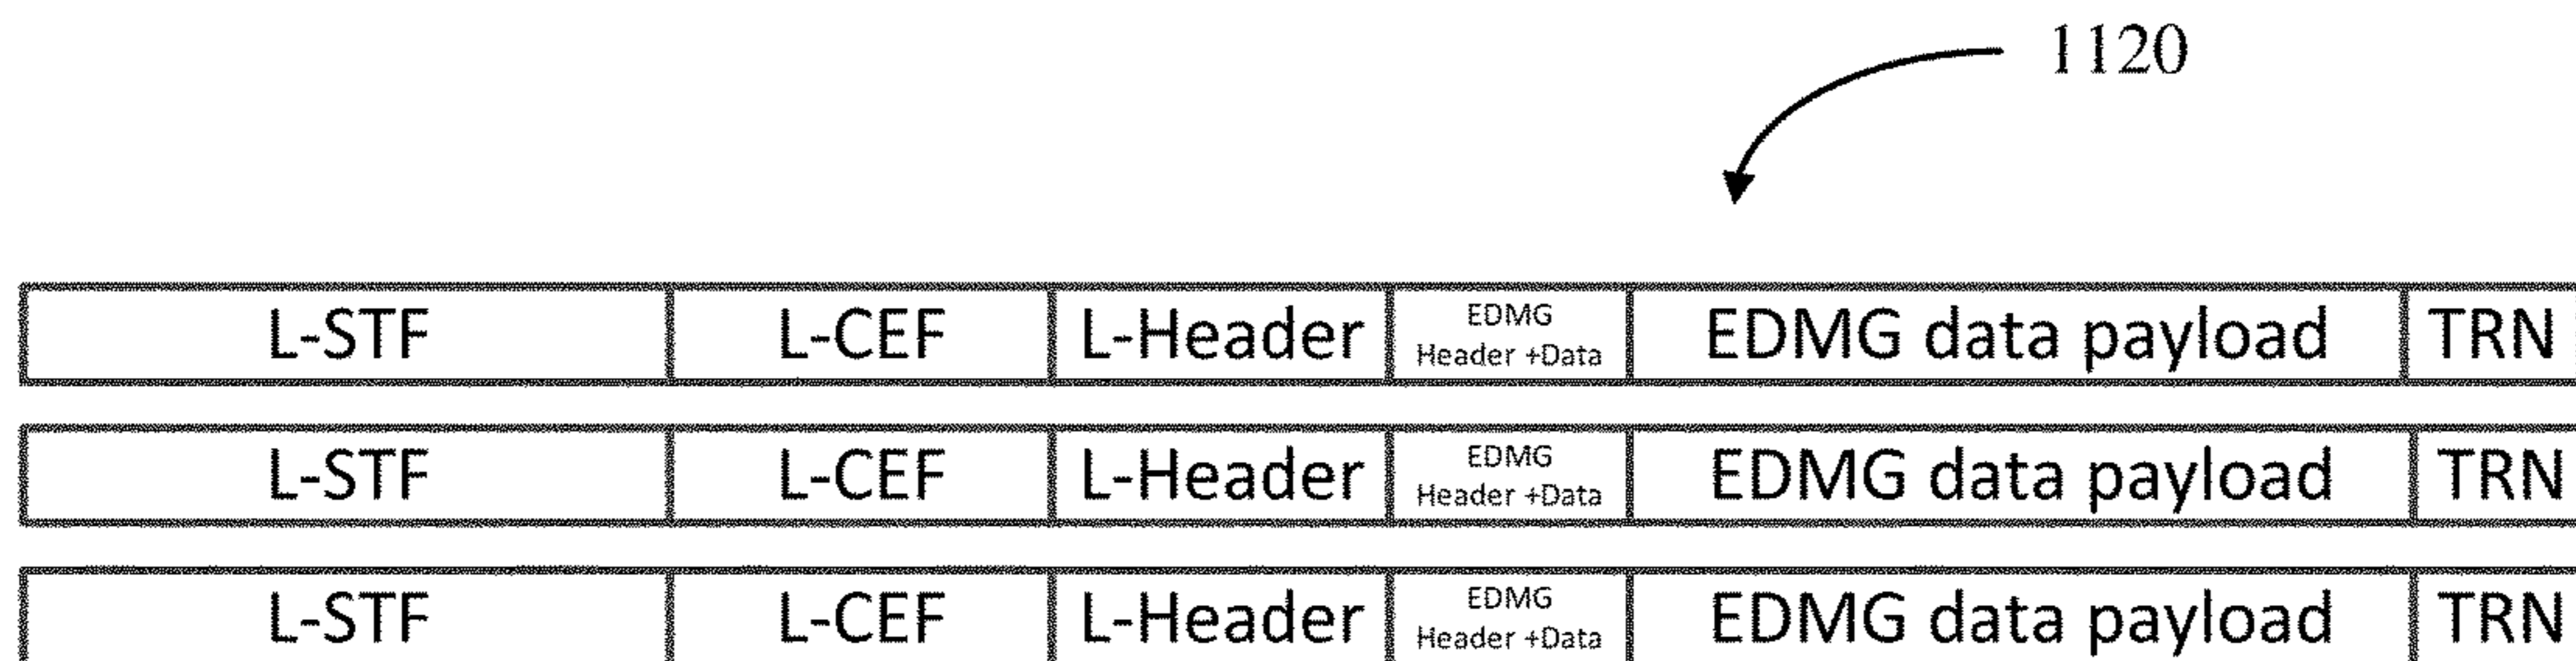 1120
L-STF L-CEF L-Header EDMG Header +Data EDMG data payload TRN
L-STF L-CEF L-Header EDMG Header +Data EDMG data payload TRN
L-STF L-CEF L-Header EDMG Header +Data EDMG data payload TRN